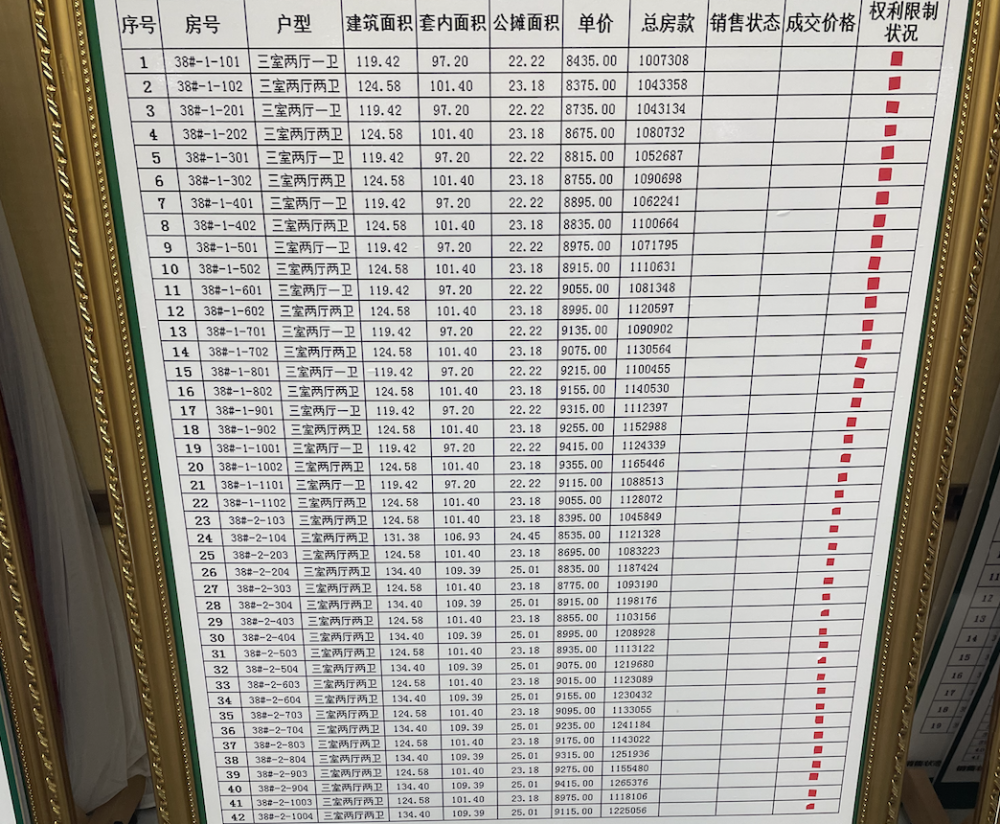 序号 房号 户型 建筑面积 套内面积 公摊面积 单价 总房款 销售状态 成交价格 权利限制状况
1 38#-1-101 三室两厅一卫 119.42 97.20 22.22 8435.00 1007308
2 38#-1-102 三室两厅两卫 124.58 101.40 23.18 8375.00 1043358
3 38#-1-201 三室两厅一卫 119.42 97.20 22.22 8735.00 1043134
4 38#-1-202 三室两厅两卫 124.58 101.40 23.18 8675.00 1080732
5 38#-1-301 三室两厅一卫 119.42 97.20 22.22 8815.00 1052687
6 38#-1-302 三室两厅两卫 124.58 101.40 23.18 8755.00 1090698
7 38#-1-401 三室两厅一卫 119.42 97.20 22.22 8895.00 1062241
8 38#-1-402 三室两厅两卫 124.58 101.40 23.18 8835.00 1100664
9 38#-1-501 三室两厅一卫 119.42 97.20 22.22 8975.00 1071795
10 38#-1-502 三室两厅两卫 124.58 101.40 23.18 8915.00 1110631
11 38#-1-601 三室两厅一卫 119.42 97.20 22.22 9055.00 1081348
12 38#-1-602 三室两厅两卫 124.58 101.40 23.18 8995.00 1120597
13 38#-1-701 三室两厅一卫 119.42 97.20 22.22 9135.00 1090902
14 38#-1-702 三室两厅两卫 124.58 101.40 23.18 9075.00 1130564
15 38#-1-801 三室两厅一卫 119.42 97.20 22.22 9215.00 1100455
16 38#-1-802 三室两厅两卫 124.58 101.40 23.18 9155.00 1140530
17 38#-1-901 三室两厅一卫 119.42 97.20 22.22 9315.00 1112397
18 38#-1-902 三室两厅两卫 124.58 101.40 23.18 9255.00 1152988
19 38#-1-1001 三室两厅一卫 119.42 97.20 22.22 9415.00 1124339
20 38#-1-1002 三室两厅两卫 124.58 101.40 23.18 9355.00 1165446
21 38#-1-1101 三室两厅一卫 119.42 97.20 22.22 9115.00 1088513
22 38#-1-1102 三室两厅两卫 124.58 101.40 23.18 9055.00 1128072
23 38#-2-103 三室两厅两卫 124.58 101.40 23.18 8395.00 1045849
24 38#-2-104 三室两厅两卫 131.38 106.93 24.45 8535.00 1121328
25 38#-2-203 三室两厅两卫 124.58 101.40 23.18 8695.00 1083223
26 38#-2-204 三室两厅两卫 134.40 109.39 25.01 8835.00 1187424
27 38#-2-303 三室两厅两卫 124.58 101.40 23.18 8775.00 1093190
28 38#-2-304 三室两厅两卫 134.40 109.39 25.01 8915.00 1198176
29 38#-2-403 三室两厅两卫 124.58 101.40 23.18 8855.00 1103156
30 38#-2-404 三室两厅两卫 134.40 109.39 25.01 8995.00 1208928
31 38#-2-503 三室两厅两卫 124.58 101.40 23.18 8935.00 1113122
32 38#-2-504 三室两厅两卫 134.40 109.39 25.01 9075.00 1219680
33 38#-2-603 三室两厅两卫 124.58 101.40 23.18 9015.00 1123089
34 38#-2-604 三室两厅两卫 134.40 109.39 25.01 9155.00 1230432
35 38#-2-703 三室两厅两卫 124.58 101.40 23.18 9095.00 1133055
36 38#-2-704 三室两厅两卫 134.40 109.39 25.01 9235.00 1241184
37 38#-2-803 三室两厅两卫 124.58 101.40 23.18 9175.00 1143022
38 38#-2-804 三室两厅两卫 134.40 109.39 25.01 9315.00 1251936
39 38#-2-903 三室两厅两卫 124.58 101.40 23.18 9275.00 1155480
40 38#-2-904 三室两厅两卫 134.40 109.39 25.01 9415.00 1265376
41 38#-2-1003 三室两厅两卫 124.58 101.40 23.18 8975.00 1118106
42 38#-2-1004 三室两厅两卫 134.40 109.39 25.01 9115.00 1225056
11
12
13
14
15
16
17
18
19